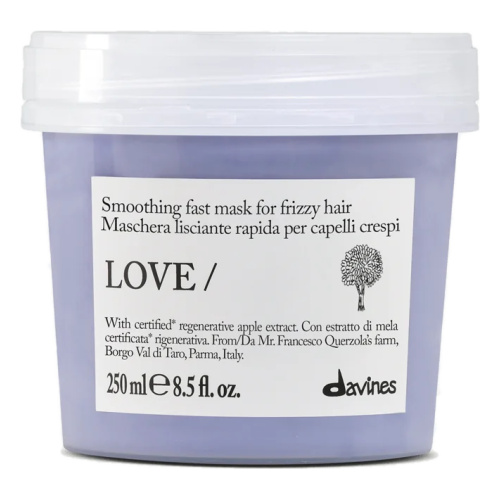 Smoothing fast mask for frizzy hair
Maschera lisciante rapida per capelli crespi
LOVE /
With certified* regenerative apple extract. Con estratto di mela
certificata* rigenerativa. From/Da Mr. Francesco Querzola's farm,
Borgo Val di Taro, Parma, Italy.
250 ml ℮ 8.5 fl. oz.
davines